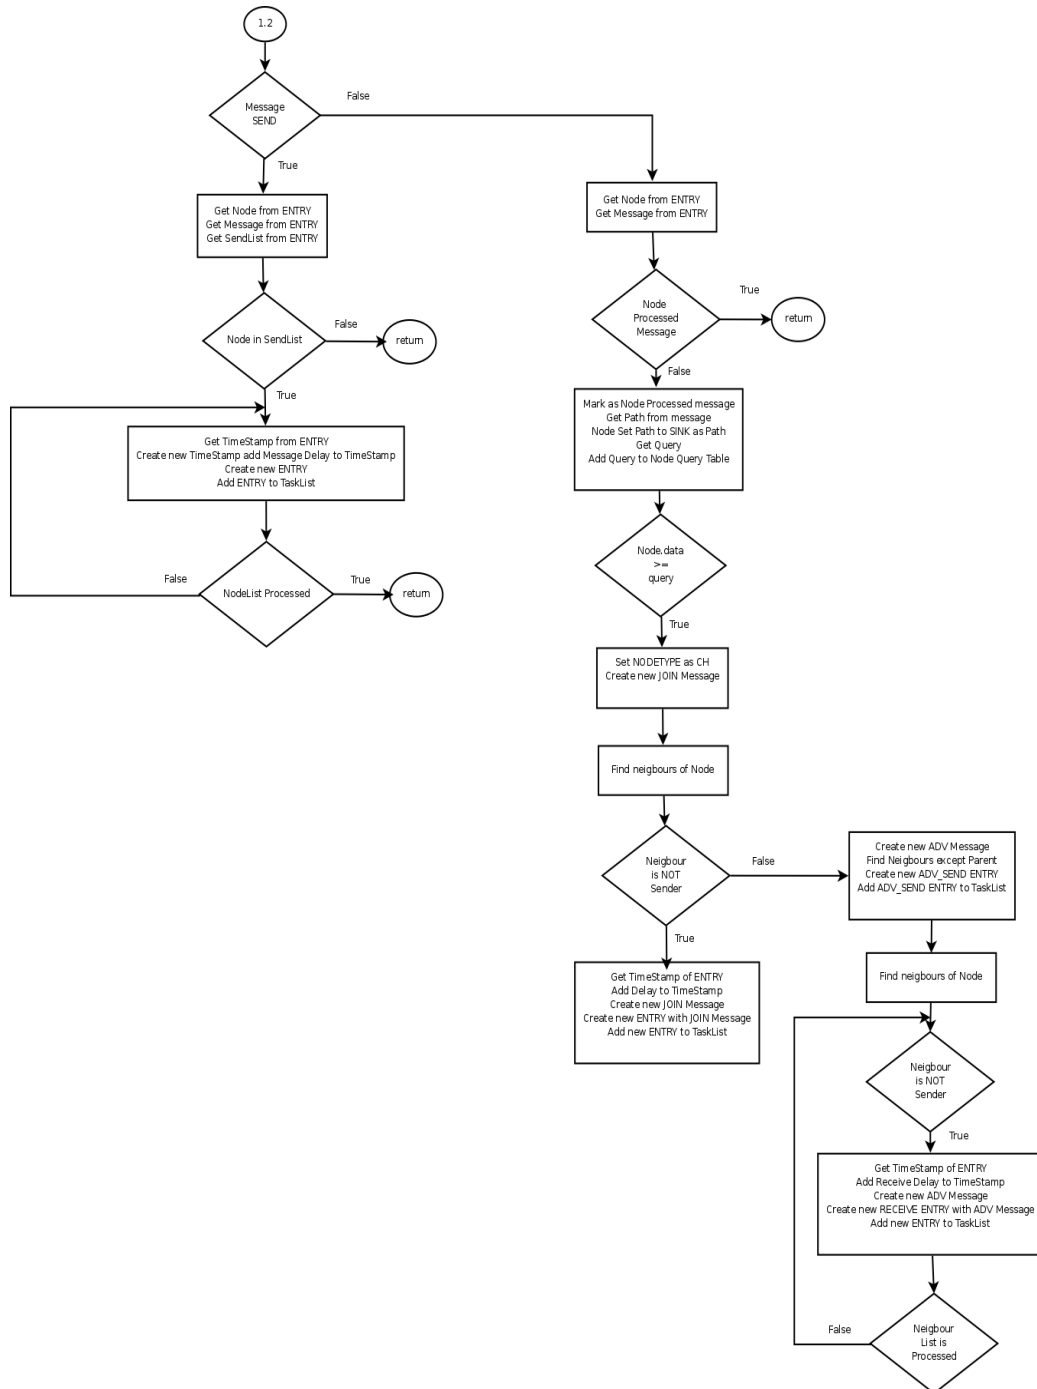 1.2
Message
SEND
False
True
Get Node from ENTRY
Get Message from ENTRY
Get SendList from ENTRY
Node in SendList
False
return
True
Get TimeStamp from ENTRY
Create new TimeStamp add Message Delay to TimeStamp
Create new ENTRY
Add ENTRY to TaskList
NodeList Processed
False
True
return
Get Node from ENTRY
Get Message from ENTRY
Node
Processed
Message
True
return
False
Mark as Node Processed message
Get Path from message
Node Set Path to SINK as Path
Get Query
Add Query to Node Query Table
Node.data
>=
query
True
Set NODETYPE as CH
Create new JOIN Message
Find neigbours of Node
Neigbour
is NOT
Sender
False
True
Get TimeStamp of ENTRY
Add Delay to TimeStamp
Create new JOIN Message
Create new ENTRY with JOIN Message
Add new ENTRY to TaskList
Create new ADV Message
Find Neigbours except Parent
Create new ADV_SEND ENTRY
Add ADV_SEND ENTRY to TaskList
Find neigbours of Node
Neigbour
is NOT
Sender
True
Get TimeStamp of ENTRY
Add Receive Delay to TimeStamp
Create new ADV Message
Create new RECEIVE ENTRY with ADV Message
Add new ENTRY to TaskList
Neigbour
List is
Processed
False